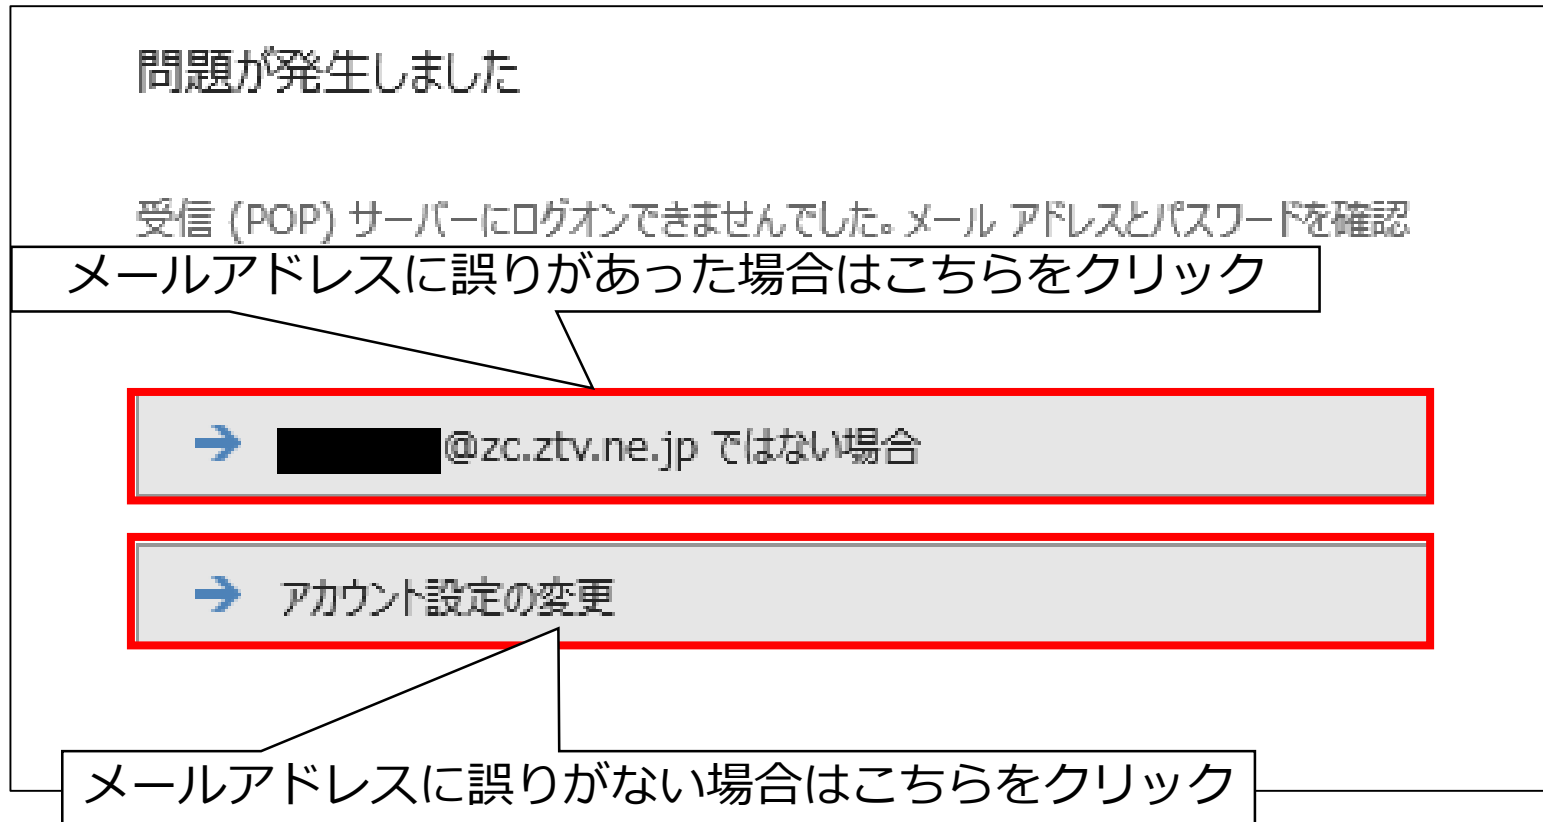 問題が発生しました
受信 (POP) サーバーにログオンできませんでした。メール アドレスとパスワードを確認
メールアドレスに誤りがあった場合はこちらをクリック
@zc.ztv.ne.jp ではない場合
アカウント設定の変更
メールアドレスに誤りがない場合はこちらをクリック